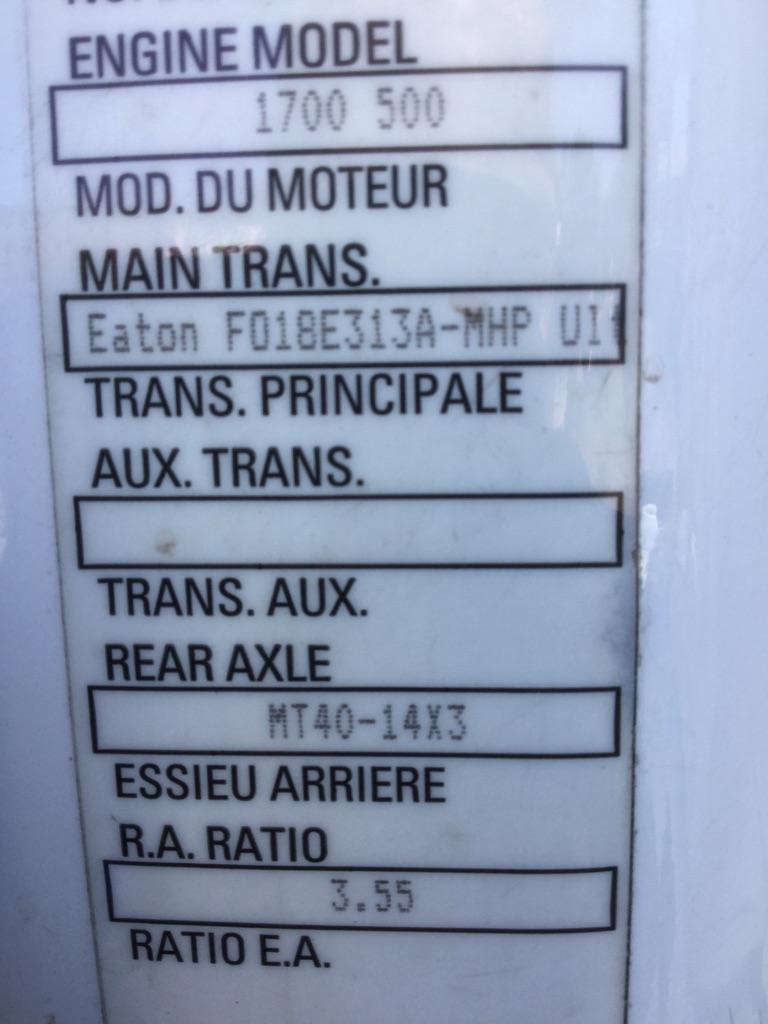 ENGINE MODEL
1700 500
MOD. DU MOTEUR
MAIN TRANS.
Eaton FO18E313A-MHP
TRANS. PRINCIPALE
AUX. TRANS.
TRANS. AUX.
REAR AXLE
MT40-14X3
ESSIEU ARRIERE
R.A. RATIO
3.55
RATIO E.A.